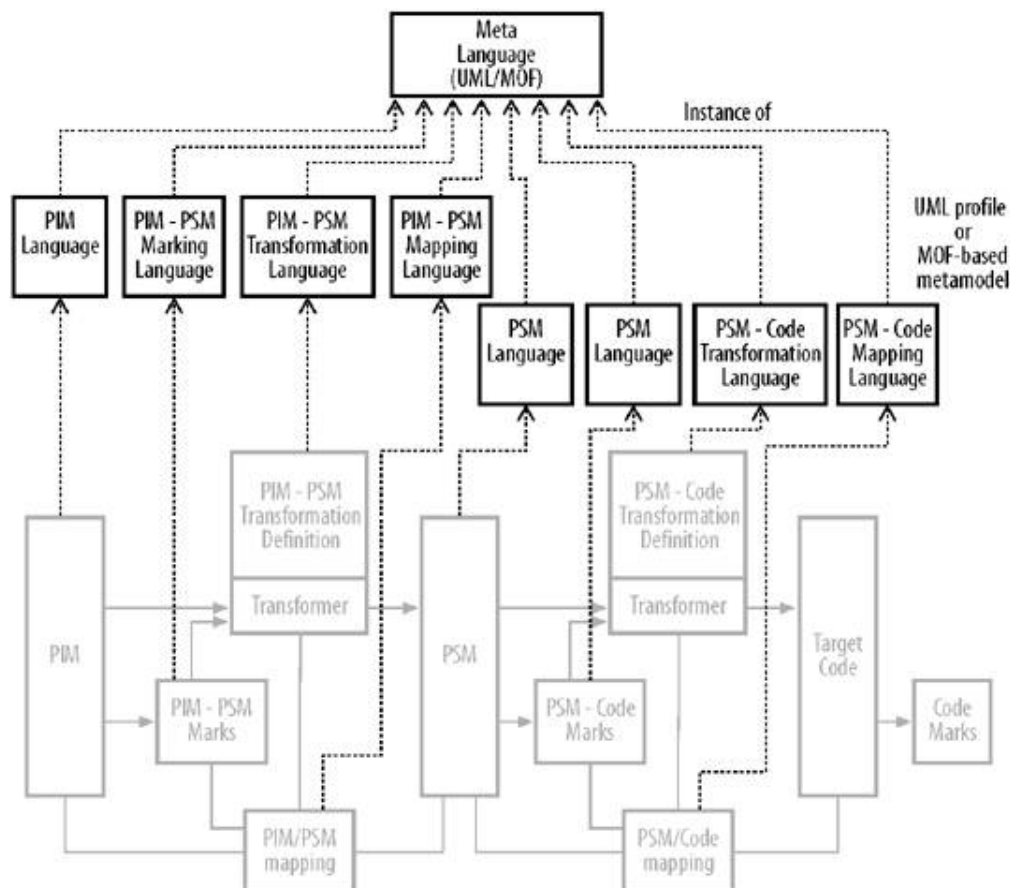 Meta
Language
(UML/MOF)
Instance of
PIM
Language
PIM - PSM
Marking
Language
PIM - PSM
Transformation
Language
PIM - PSM
Mapping
Language
UML profile
or
MOF-based
metamodel
PSM
Language
PSM
Language
PSM - Code
Transformation
Language
PSM - Code
Mapping
Language
PIM - PSM
Transformation
Definition
PSM - Code
Transformation
Definition
Transformer
Transformer
PIM
PSM
Target
Code
PIM - PSM
Marks
PSM - Code
Marks
Code
Marks
PIM/PSM
mapping
PSM/Code
mapping